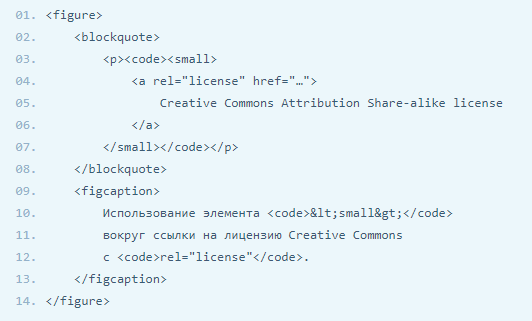 01. <figure>
02.     <blockquote>
03.         <p><code><small>
04.             <a rel="license" href="…">
05.                 Creative Commons Attribution Share-alike license
06.             </a>
07.         </small></code></p>
08.     </blockquote>
09.     <figcaption>
10.         Использование элемента <code>&lt;small&gt;</code>
11.         вокруг ссылки на лицензию Creative Commons
12.         с <code>rel="license"</code>.
13.     </figcaption>
14. </figure>